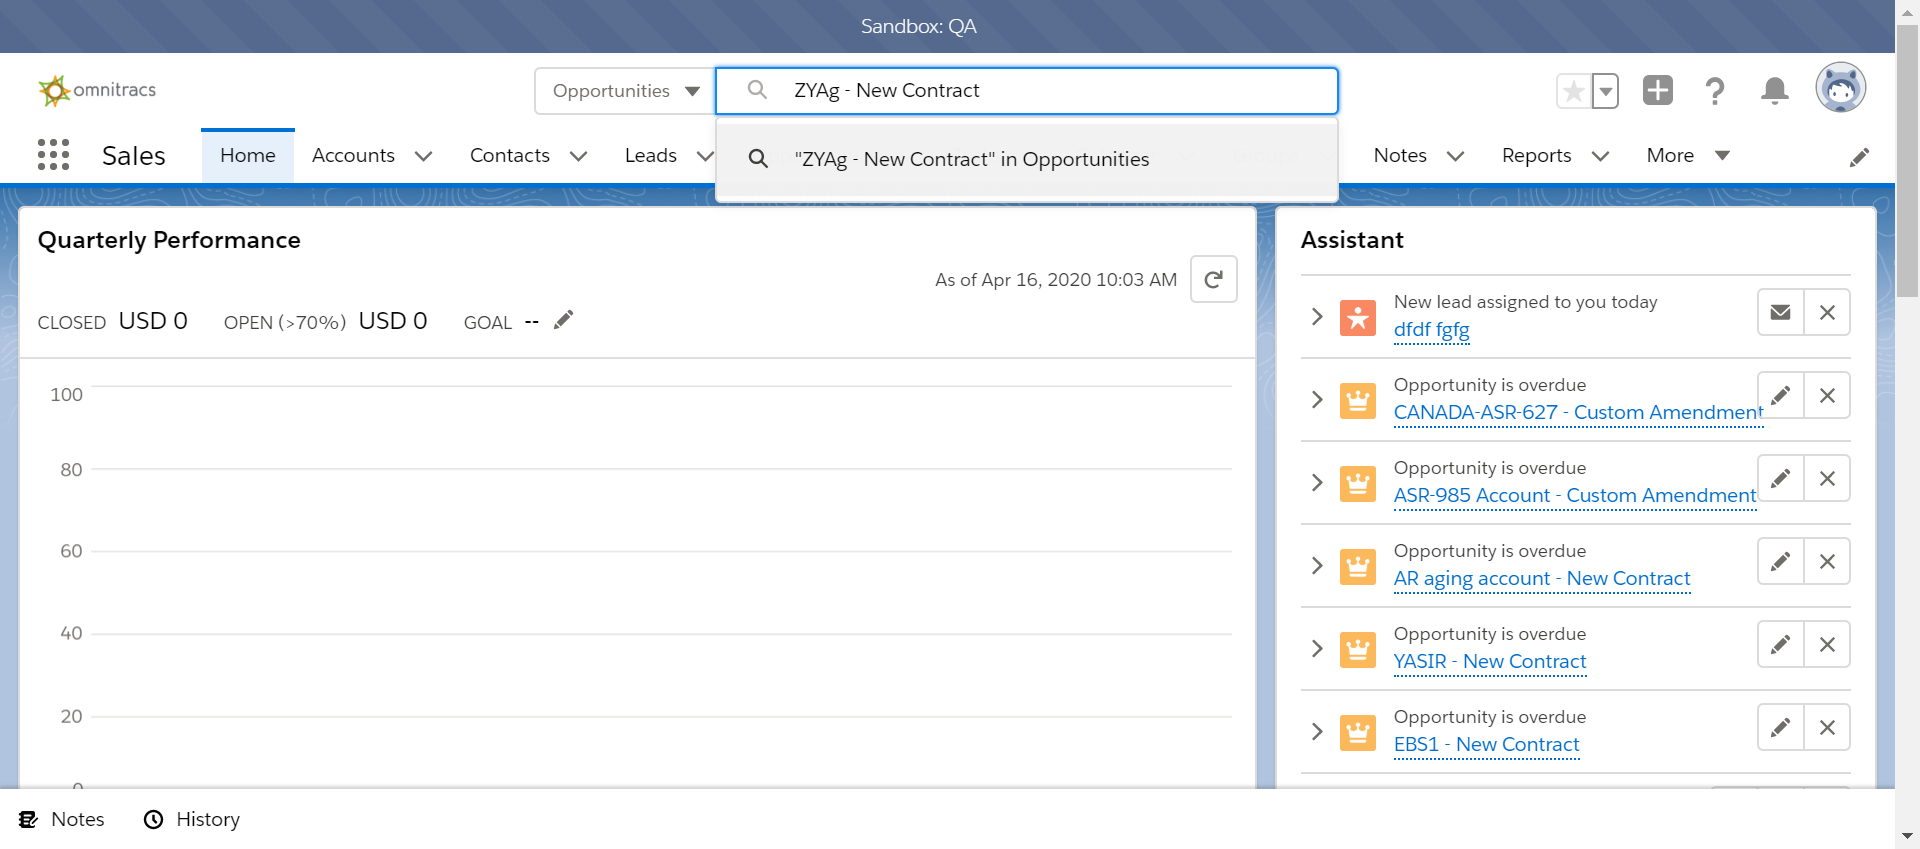 Sandbox: QA
omnitracs
Opportunities
ZYAg - New Contract
"ZYAg - New Contract" in Opportunities
Sales
Home
Accounts
Contacts
Leads
Notes
Reports
More
Quarterly Performance
As of Apr 16, 2020 10:03 AM
CLOSED USD 0 OPEN (>70%) USD 0 GOAL --
100
80
60
40
20
0
Assistant
New lead assigned to you today
dfdf fgfg
Opportunity is overdue
CANADA-ASR-627 - Custom Amendment
Opportunity is overdue
ASR-985 Account - Custom Amendment
Opportunity is overdue
AR aging account - New Contract
Opportunity is overdue
YASIR - New Contract
Opportunity is overdue
EBS1 - New Contract
Notes
History